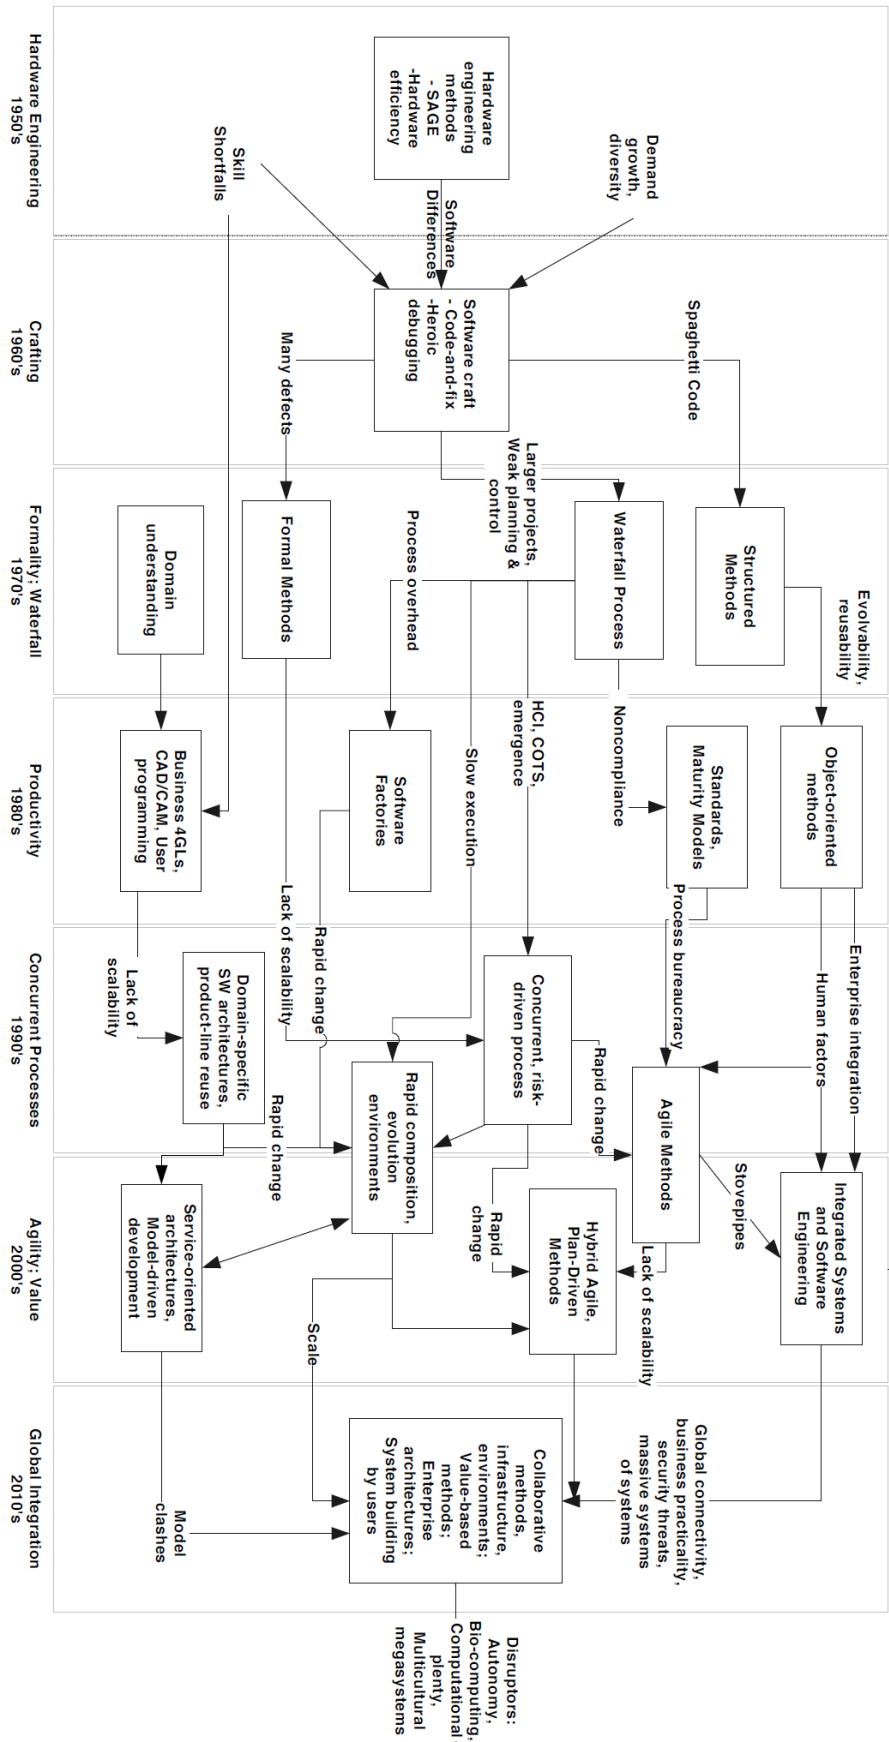 Hardware Engineering
1950's
Hardware
engineering
methods
- SAGE
-Hardware
efficiency
Demand
growth,
diversity
Skill
Shortfalls
Software
Differences
Crafting
1960's
Software craft
- Code-and-fix
-Heroic
debugging
Spaghetti Code
Many defects
Larger projects,
Weak planning &
control
Formality; Waterfall
1970's
Structured
Methods
Evolvability,
reusability
Waterfall Process
Process overhead
Formal Methods
Domain
understanding
HCI, COTS,
emergence
Noncompliance
Slow execution
Productivity
1980's
Object-oriented
methods
Standards,
Maturity Models
Software
Factories
Business 4GLs,
CAD/CAM, User
programming
Process bureaucracy
Enterprise integration
Human factors
Lack of scalability
Rapid change
Lack of
scalability
Concurrent Processes
1990's
Concurrent, risk-
driven process
Domain-specific
SW architectures,
product-line reuse
Rapid change
Rapid change
Agile Methods
Rapid composition,
evolution
environments
Stovepipes
Rapid
change
Agility; Value
2000's
Integrated Systems
and Software
Engineering
Hybrid Agile,
Plan-Driven
Methods
Lack of scalability
Service-oriented
architectures,
Model-driven
development
Scale
Global Integration
2010's
Global connectivity,
business practicality,
security threats,
massive systems
of systems
Collaborative
methods,
infrastructure,
environments;
Value-based
methods;
Enterprise
architectures;
System building
by users
Model
clashes
Disruptors:
Autonomy,
Bio-computing,
Computational
plenty,
Multicultural
megasystems